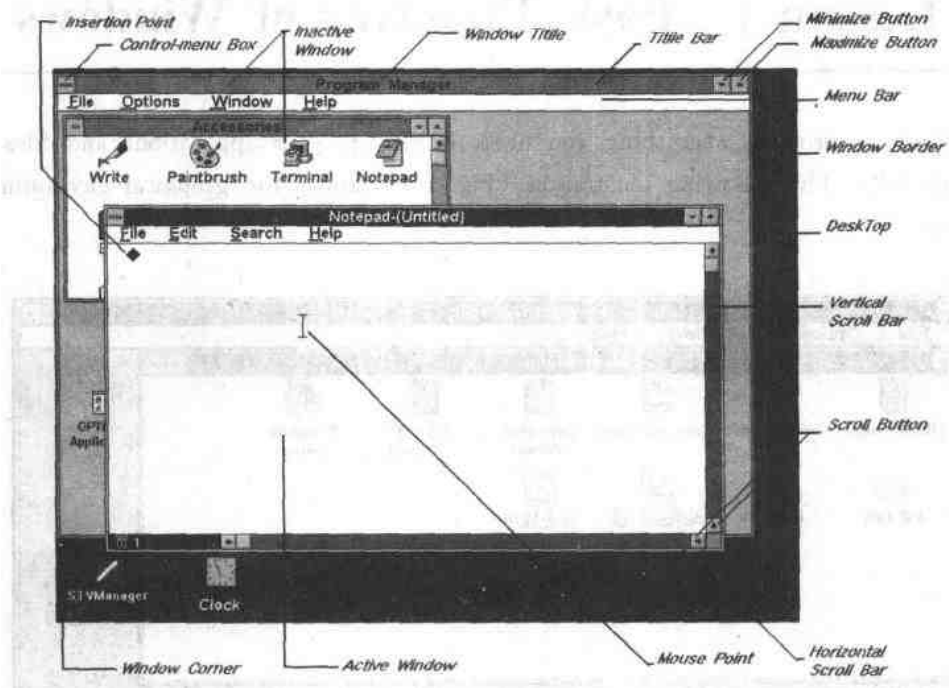 Insertion Point
Control-menu Box
Inactive
Window
Window Titile
Titile Bar
Minimize Button
Maximize Button
Program Manager
File Options Window Help
Menu Bar
Accessories
Write Paintbrush Terminal Notepad
Window Border
Notepad-(Untitled)
File Edit Search Help
DeskTop
Vertical
Scroll Bar
Scroll Button
S3 VManager
Clock
Window Corner
Active Window
Mouse Point
Horizontal
Scroll Bar